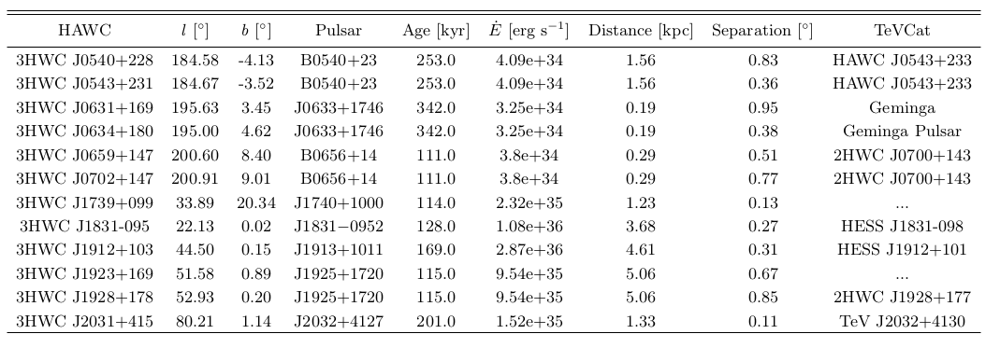 HAWC l [°] b [°] Pulsar Age [kyr] Ė [erg s⁻¹] Distance [kpc] Separation [°] TeVCat
3HWC J0540+228 184.58 -4.13 B0540+23 253.0 4.09e+34 1.56 0.83 HAWC J0543+233
3HWC J0543+231 184.67 -3.52 B0540+23 253.0 4.09e+34 1.56 0.36 HAWC J0543+233
3HWC J0631+169 195.63 3.45 J0633+1746 342.0 3.25e+34 0.19 0.95 Geminga
3HWC J0634+180 195.00 4.62 J0633+1746 342.0 3.25e+34 0.19 0.38 Geminga Pulsar
3HWC J0659+147 200.60 8.40 B0656+14 111.0 3.8e+34 0.29 0.51 2HWC J0700+143
3HWC J0702+147 200.91 9.01 B0656+14 111.0 3.8e+34 0.29 0.77 2HWC J0700+143
3HWC J1739+099 33.89 20.34 J1740+1000 114.0 2.32e+35 1.23 0.13 ...
3HWC J1831-095 22.13 0.02 J1831−0952 128.0 1.08e+36 3.68 0.27 HESS J1831-098
3HWC J1912+103 44.50 0.15 J1913+1011 169.0 2.87e+36 4.61 0.31 HESS J1912+101
3HWC J1923+169 51.58 0.89 J1925+1720 115.0 9.54e+35 5.06 0.67 ...
3HWC J1928+178 52.93 0.20 J1925+1720 115.0 9.54e+35 5.06 0.85 2HWC J1928+177
3HWC J2031+415 80.21 1.14 J2032+4127 201.0 1.52e+35 1.33 0.11 TeV J2032+4130